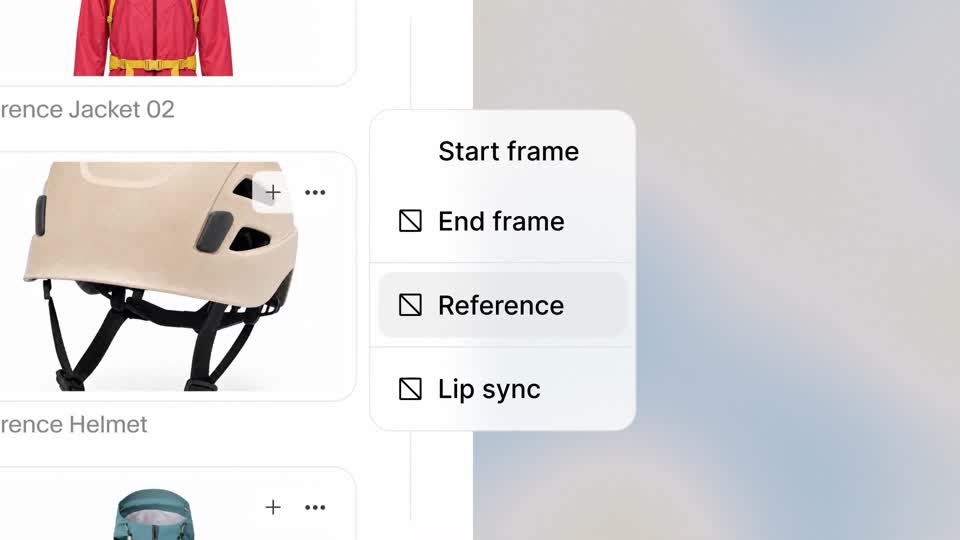 rence Jacket 02
Start frame
End frame
Reference
Lip sync
rence Helmet